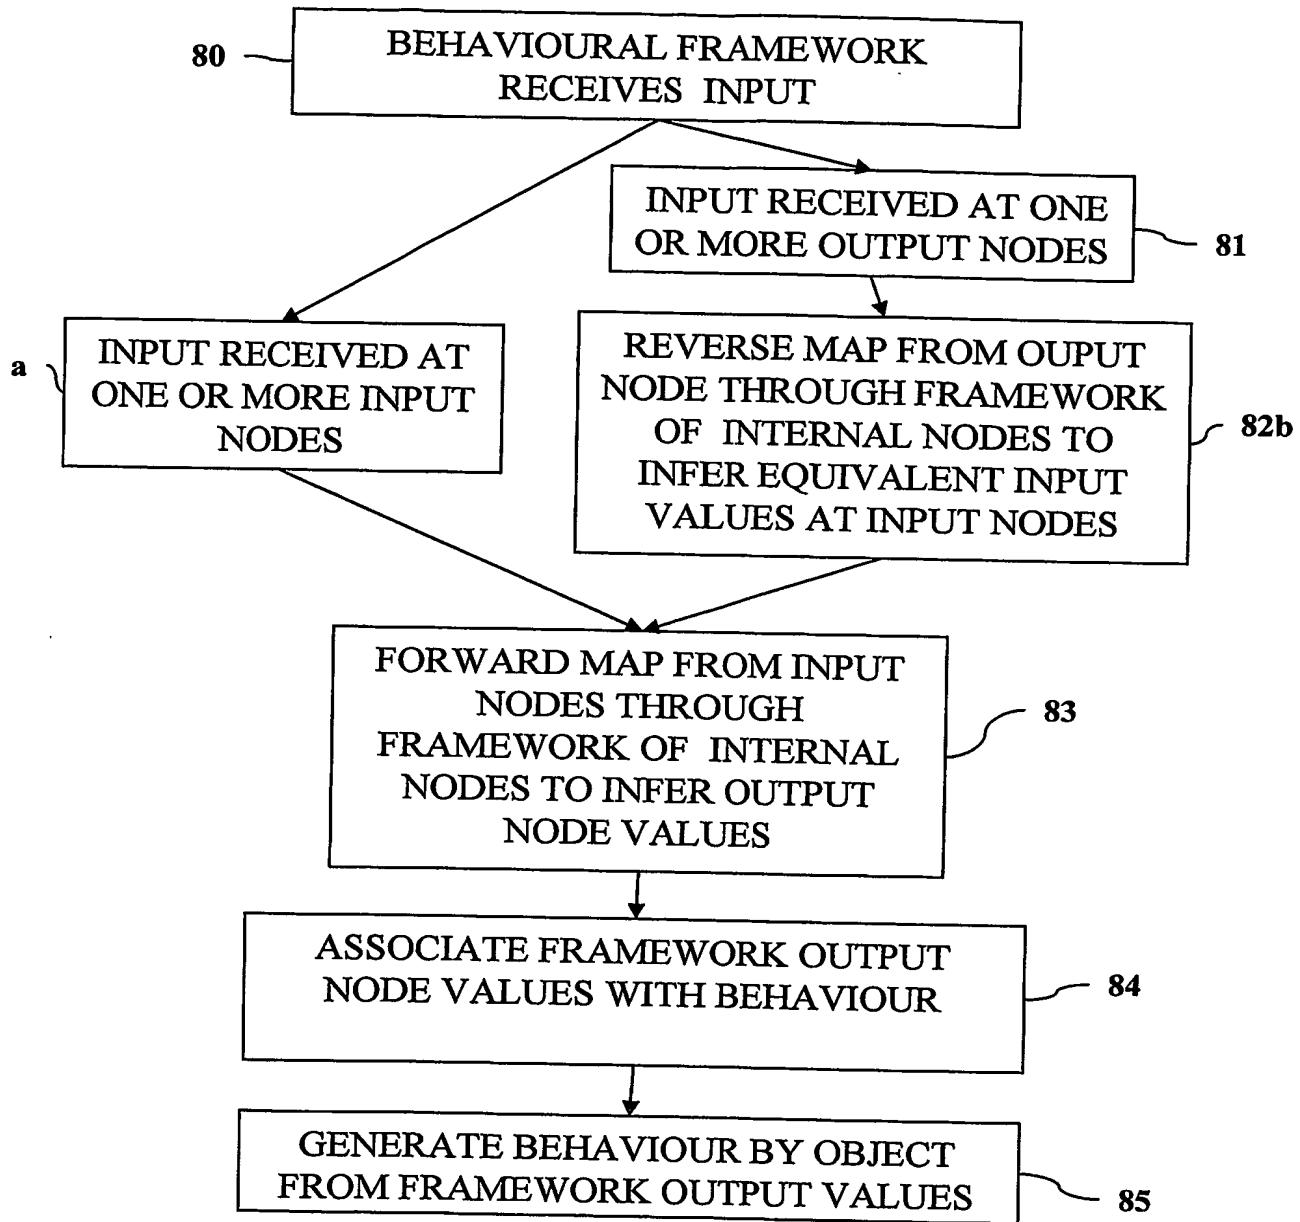 80
BEHAVIOURAL FRAMEWORK
RECEIVES INPUT
INPUT RECEIVED AT ONE
OR MORE OUTPUT NODES
81
a
INPUT RECEIVED AT
ONE OR MORE INPUT
NODES
REVERSE MAP FROM OUPUT
NODE THROUGH FRAMEWORK
OF INTERNAL NODES TO
INFER EQUIVALENT INPUT
VALUES AT INPUT NODES
82b
FORWARD MAP FROM INPUT
NODES THROUGH
FRAMEWORK OF INTERNAL
NODES TO INFER OUTPUT
NODE VALUES
83
ASSOCIATE FRAMEWORK OUTPUT
NODE VALUES WITH BEHAVIOUR
84
GENERATE BEHAVIOUR BY OBJECT
FROM FRAMEWORK OUTPUT VALUES
85